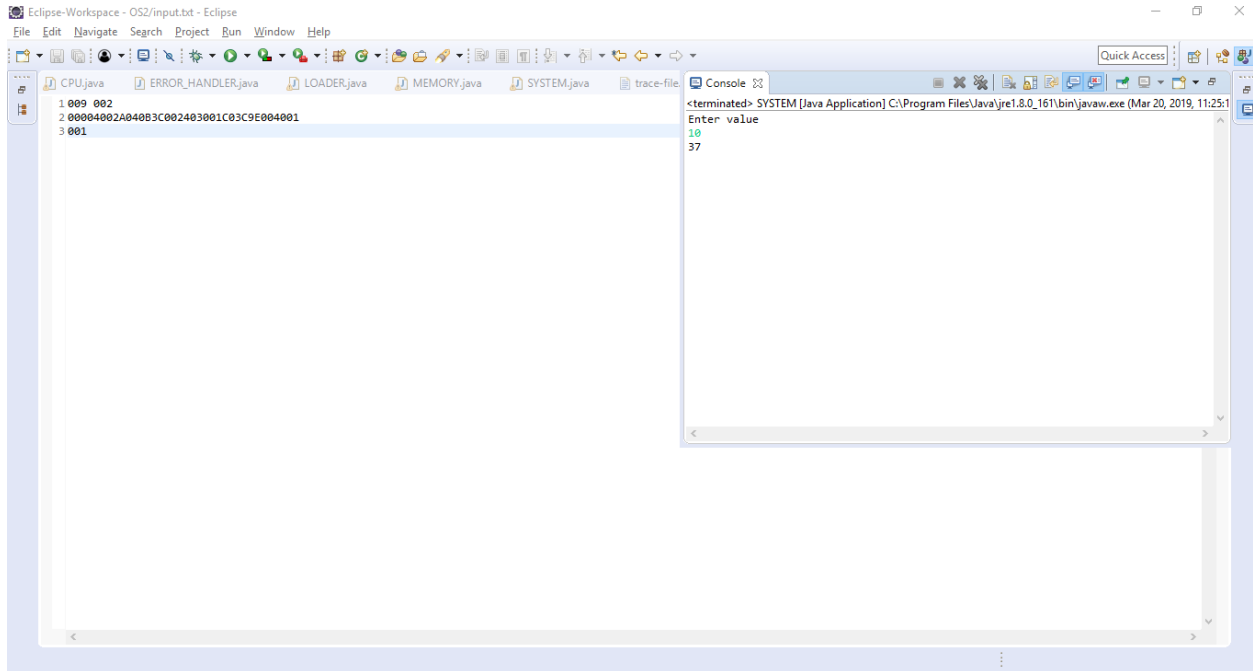 Eclipse-Workspace - OS2/input.txt - Eclipse
File Edit Navigate Search Project Run Window Help
Quick Access
CPU.java ERROR_HANDLER.java LOADER.java MEMORY.java SYSTEM.java trace-file. Console
1 009 002
2 00004002A040B3C002403001C03C9E004001
3 001
<terminated> SYSTEM [Java Application] C:\Program Files\Java\jre1.8.0_161\bin\javaw.exe (Mar 20, 2019, 11:25:1
Enter value
10
37